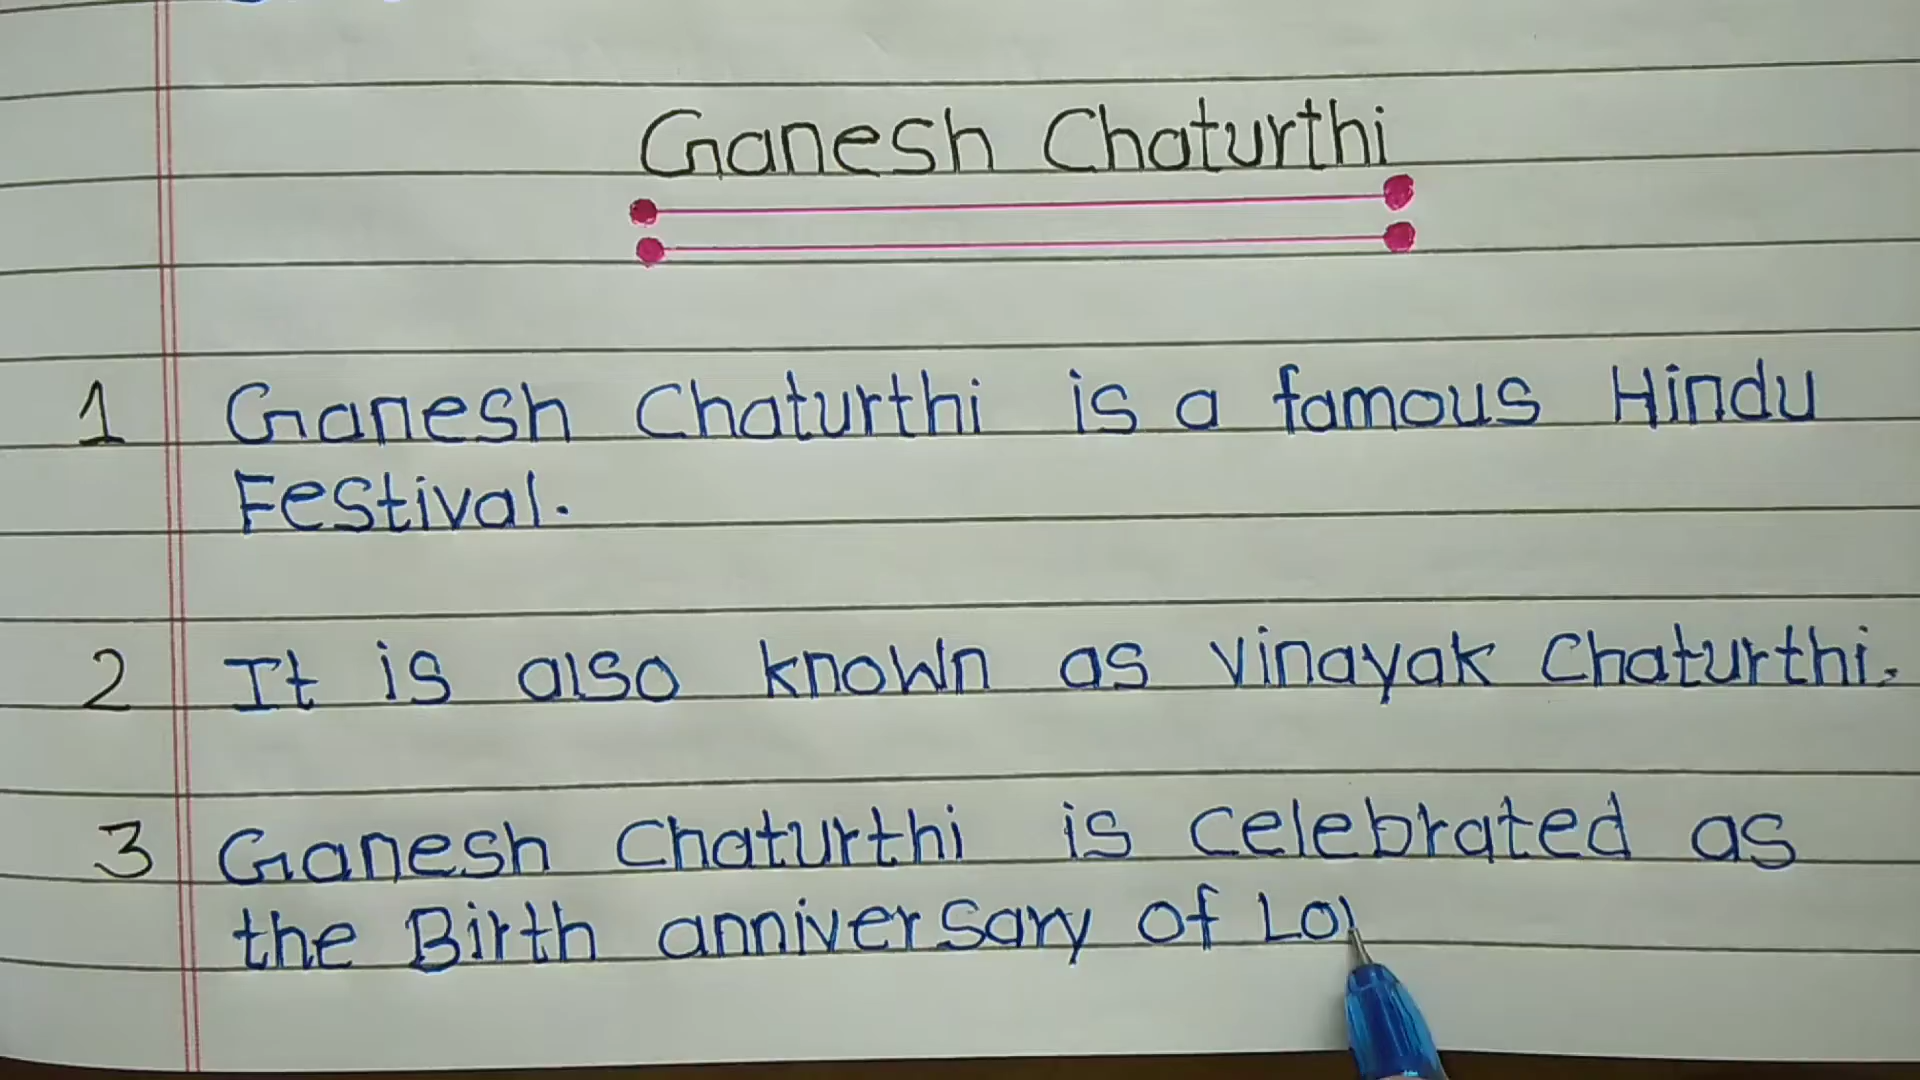 Ganesh Chaturthi
1 Ganesh Chaturthi is a famous Hindu
Festival.
2 It is also known as Vinayak Chaturthi.
3 Ganesh Chaturthi is celebrated as
the Birth anniversary of